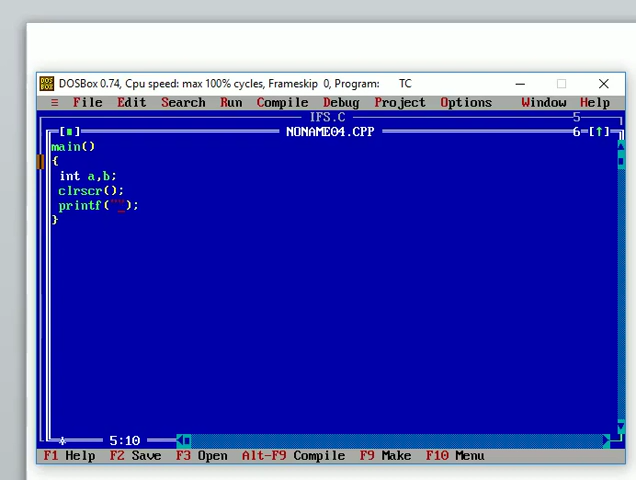 DOSBox 0.74, Cpu speed: max 100% cycles, Frameskip 0, Program: TC
≡ File Edit Search Run Compile Debug Project Options Window Help
IFS.C 5
[■] NONAME04.CPP 6=[↑]
main()
{
int a,b;
clrscr();
printf("");
}
* 5:10
F1 Help F2 Save F3 Open Alt-F9 Compile F9 Make F10 Menu